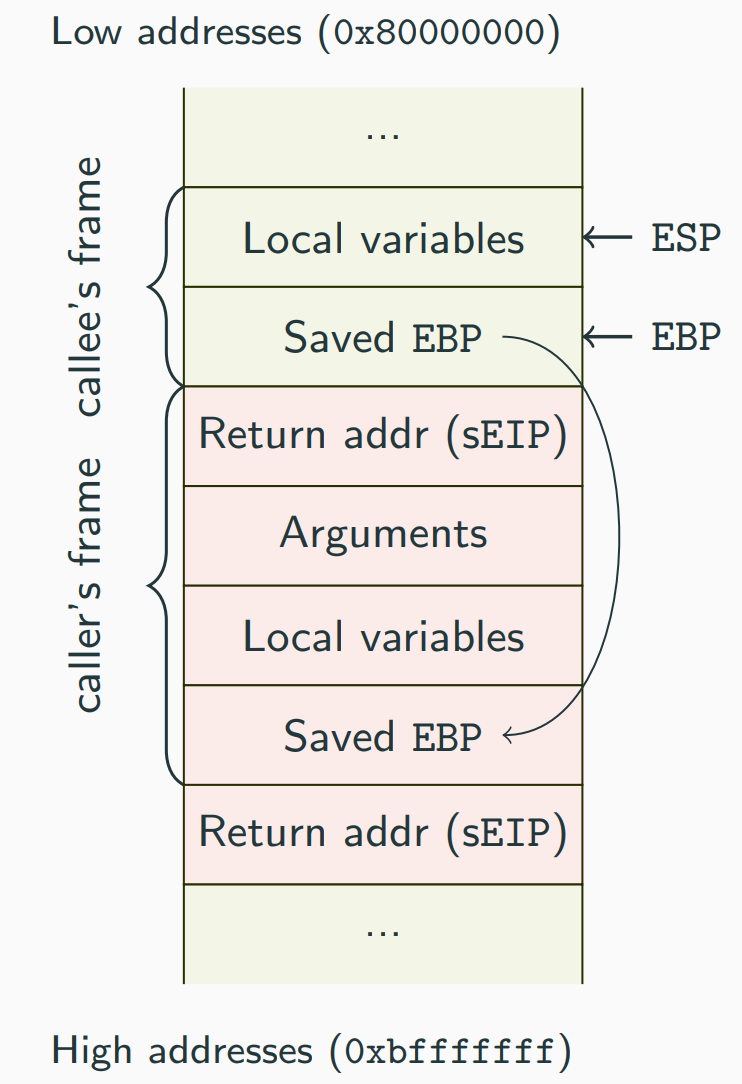 Low addresses (0x80000000)
...
callee's frame
Local variables
ESP
Saved EBP
EBP
caller's frame
Return addr (sEIP)
Arguments
Local variables
Saved EBP
Return addr (sEIP)
...
High addresses (0xbfffffff)